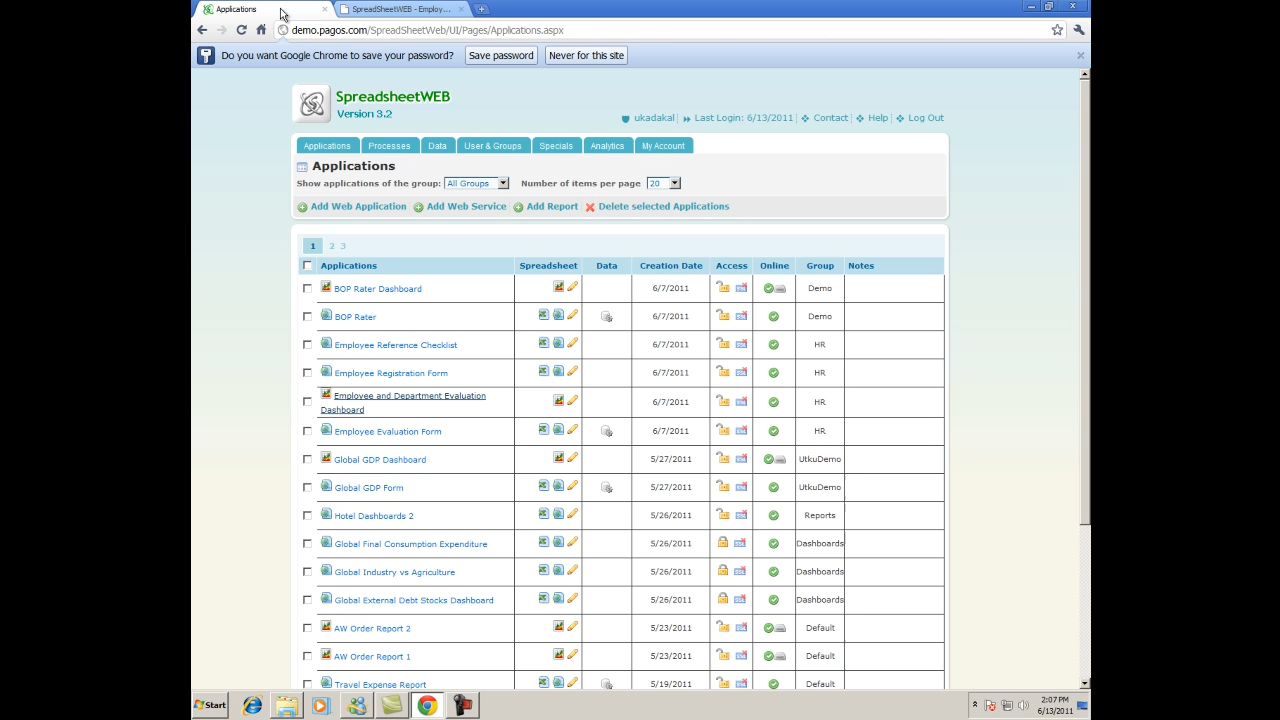 Applications
SpreadSheetWEB - Employ...
demo.pagos.com/SpreadSheetWeb/UI/Pages/Applications.aspx
Do you want Google Chrome to save your password? Save password Never for this site
SpreadsheetWEB
Version 3.2
ukadakal Last Login: 6/13/2011 Contact Help Log Out
Applications Processes Data User & Groups Specials Analytics My Account
Applications
Show applications of the group: All Groups Number of items per page 20
Add Web Application Add Web Service Add Report Delete selected Applications
1 2 3
Applications Spreadsheet Data Creation Date Access Online Group Notes
BOP Rater Dashboard 6/7/2011 Demo
BOP Rater 6/7/2011 Demo
Employee Reference Checklist 6/7/2011 HR
Employee Registration Form 6/7/2011 HR
Employee and Department Evaluation
Dashboard 6/7/2011 HR
Employee Evaluation Form 6/7/2011 HR
Global GDP Dashboard 5/27/2011 UtkuDemo
Global GDP Form 5/27/2011 UtkuDemo
Hotel Dashboards 2 5/26/2011 Reports
Global Final Consumption Expenditure 5/26/2011 Dashboards
Global Industry vs Agriculture 5/26/2011 Dashboards
Global External Debt Stocks Dashboard 5/26/2011 Dashboards
AW Order Report 2 5/23/2011 Default
AW Order Report 1 5/23/2011 Default
Travel Expense Report 5/19/2011 Default
Start 2:07 PM
6/13/2011